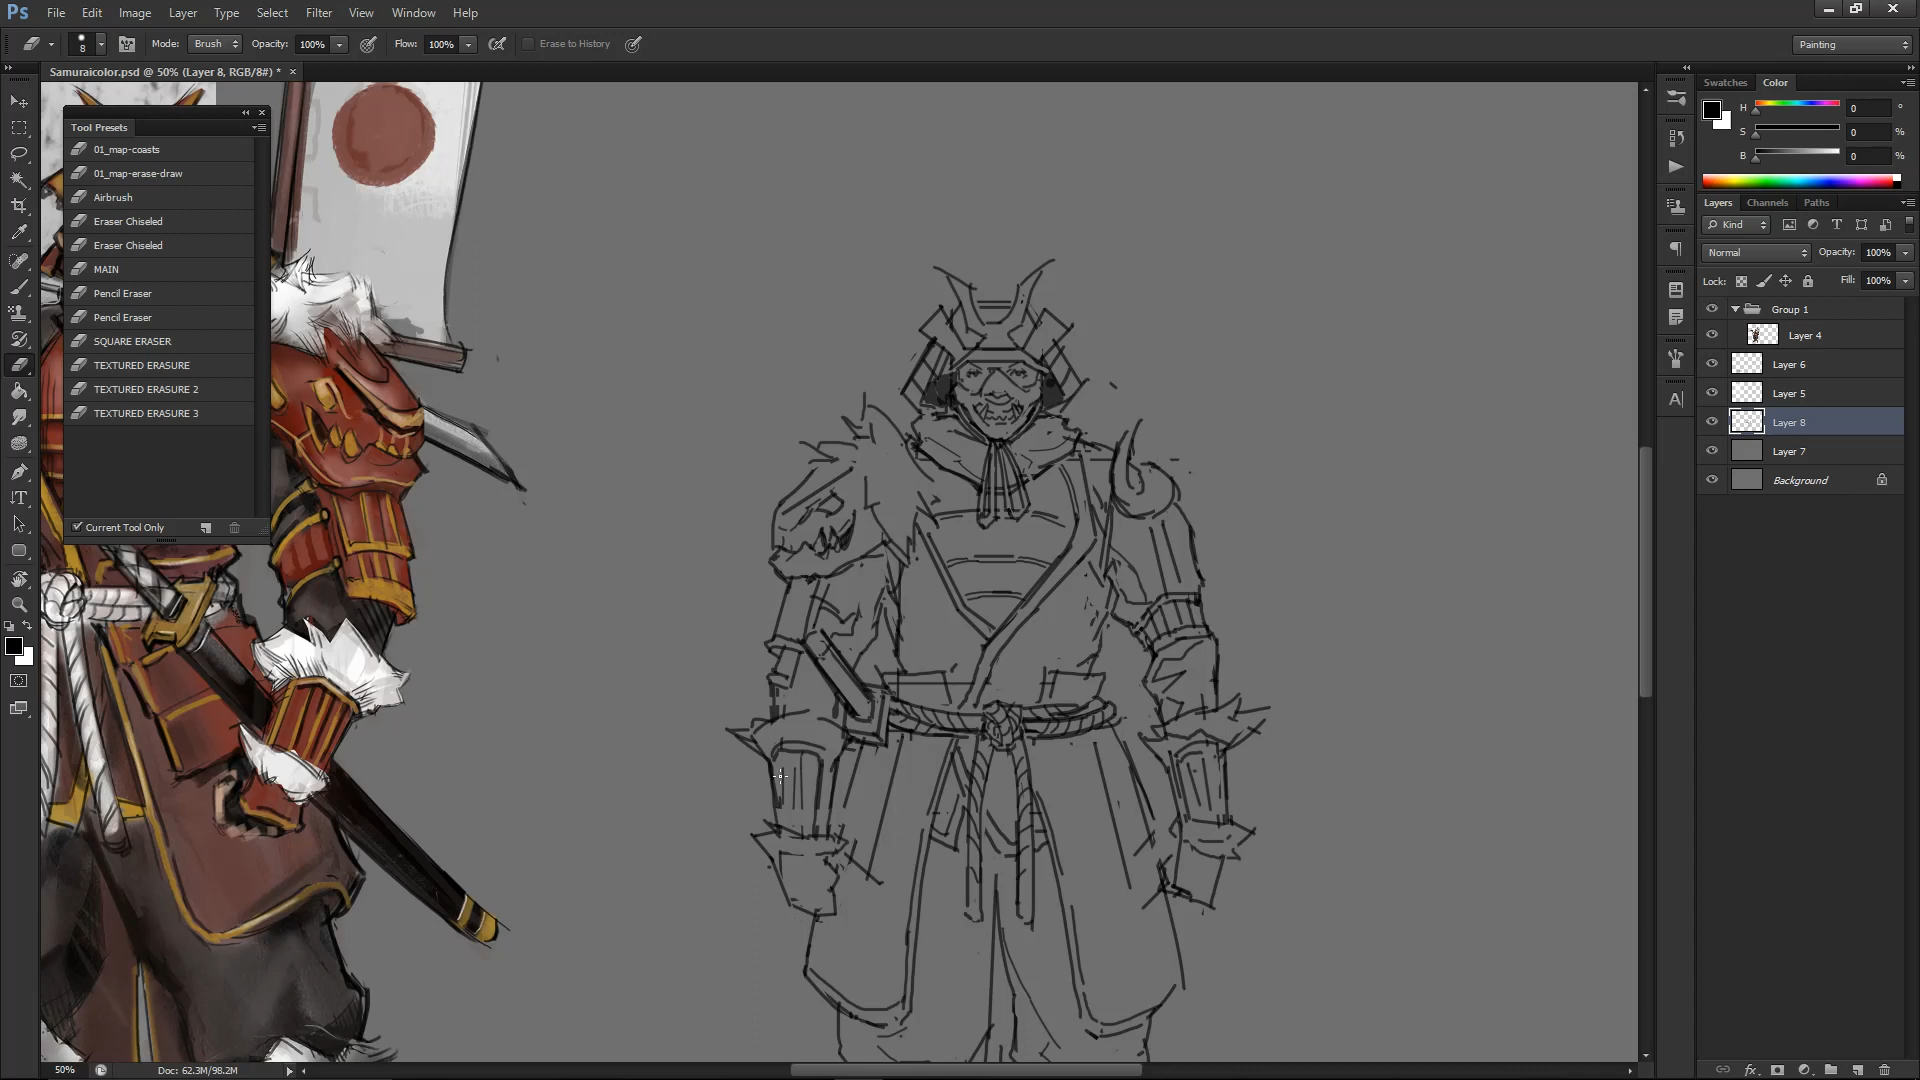 Ps File Edit Image Layer Type Select Filter View Window Help
8 Mode: Brush Opacity: 100% Flow: 100% Erase to History Painting
Samuraicolor.psd @ 50% (Layer 8, RGB/8#) * ×
Tool Presets
01_map-coasts
01_map-erase-draw
Airbrush
Eraser Chiseled
Eraser Chiseled
MAIN
Pencil Eraser
Pencil Eraser
SQUARE ERASER
TEXTURED ERASURE
TEXTURED ERASURE 2
TEXTURED ERASURE 3
Current Tool Only
Swatches Color
H 0 °
S 0 %
B 0 %
Layers Channels Paths
Kind
Normal Opacity: 100%
Lock: Fill: 100%
Group 1
Layer 4
Layer 6
Layer 5
Layer 8
Layer 7
Background
50% Doc: 62.3M/98.2M